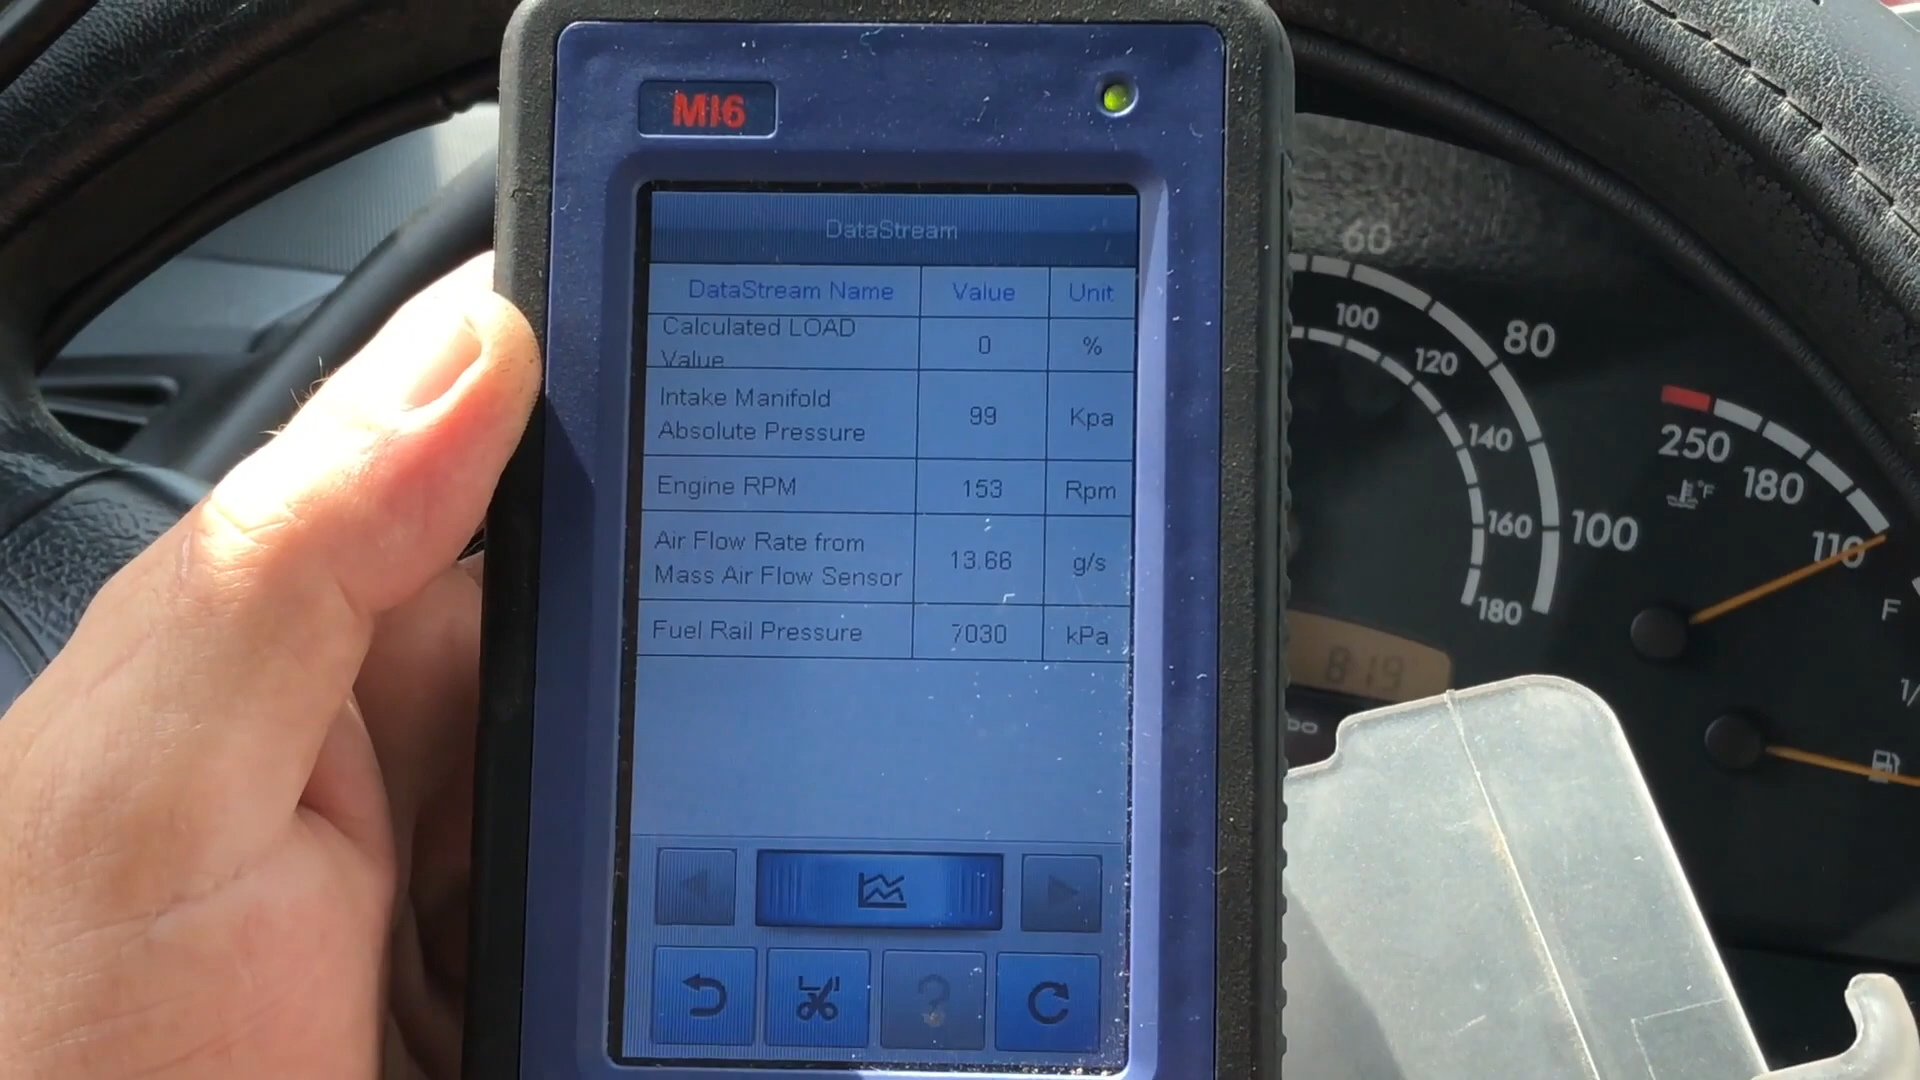 MI6
DataStream
DataStream Name Value Unit
Calculated LOAD
Value
0 %
Intake Manifold
Absolute Pressure
99 Kpa
Engine RPM 153 Rpm
Air Flow Rate from
Mass Air Flow Sensor
13.66 g/s
Fuel Rail Pressure 7030 kPa
60
80
100
100
120
140
160
180
250
180
110
°F
F
819